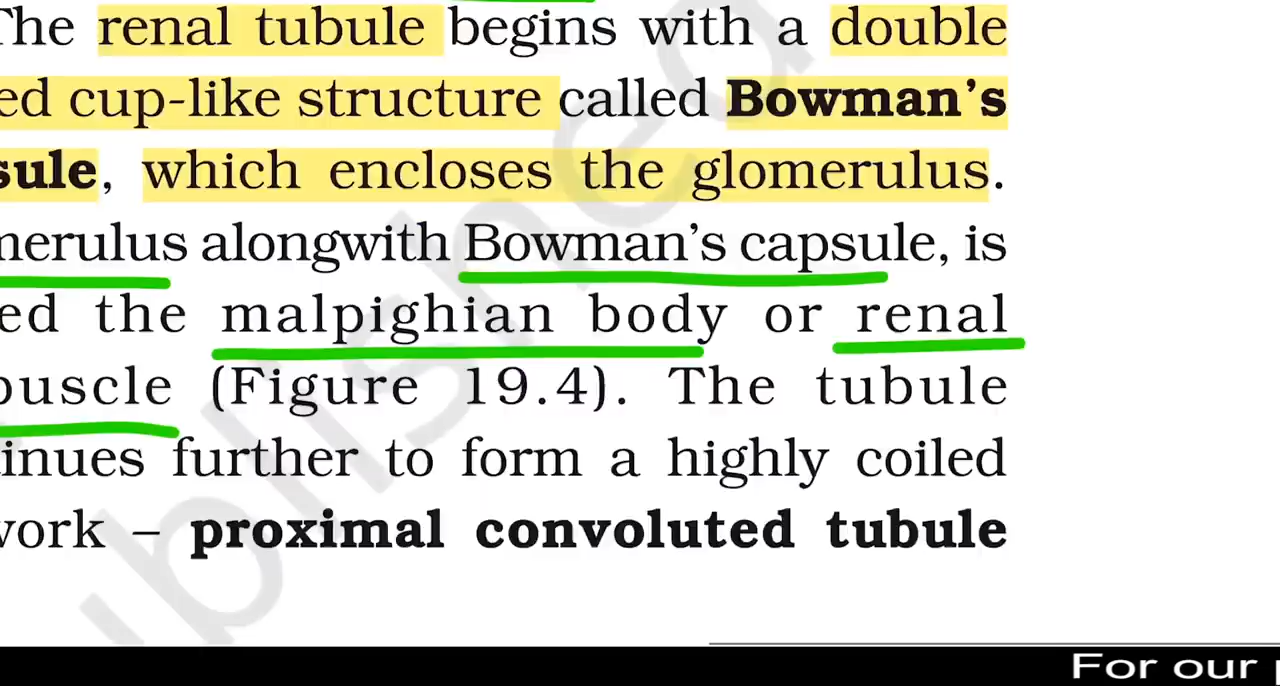 The renal tubule begins with a double
ed cup-like structure called Bowman's
sule, which encloses the glomerulus.
merulus alongwith Bowman's capsule, is
ed the malpighian body or renal
puscle (Figure 19.4). The tubule
inues further to form a highly coiled
work – proximal convoluted tubule
For our